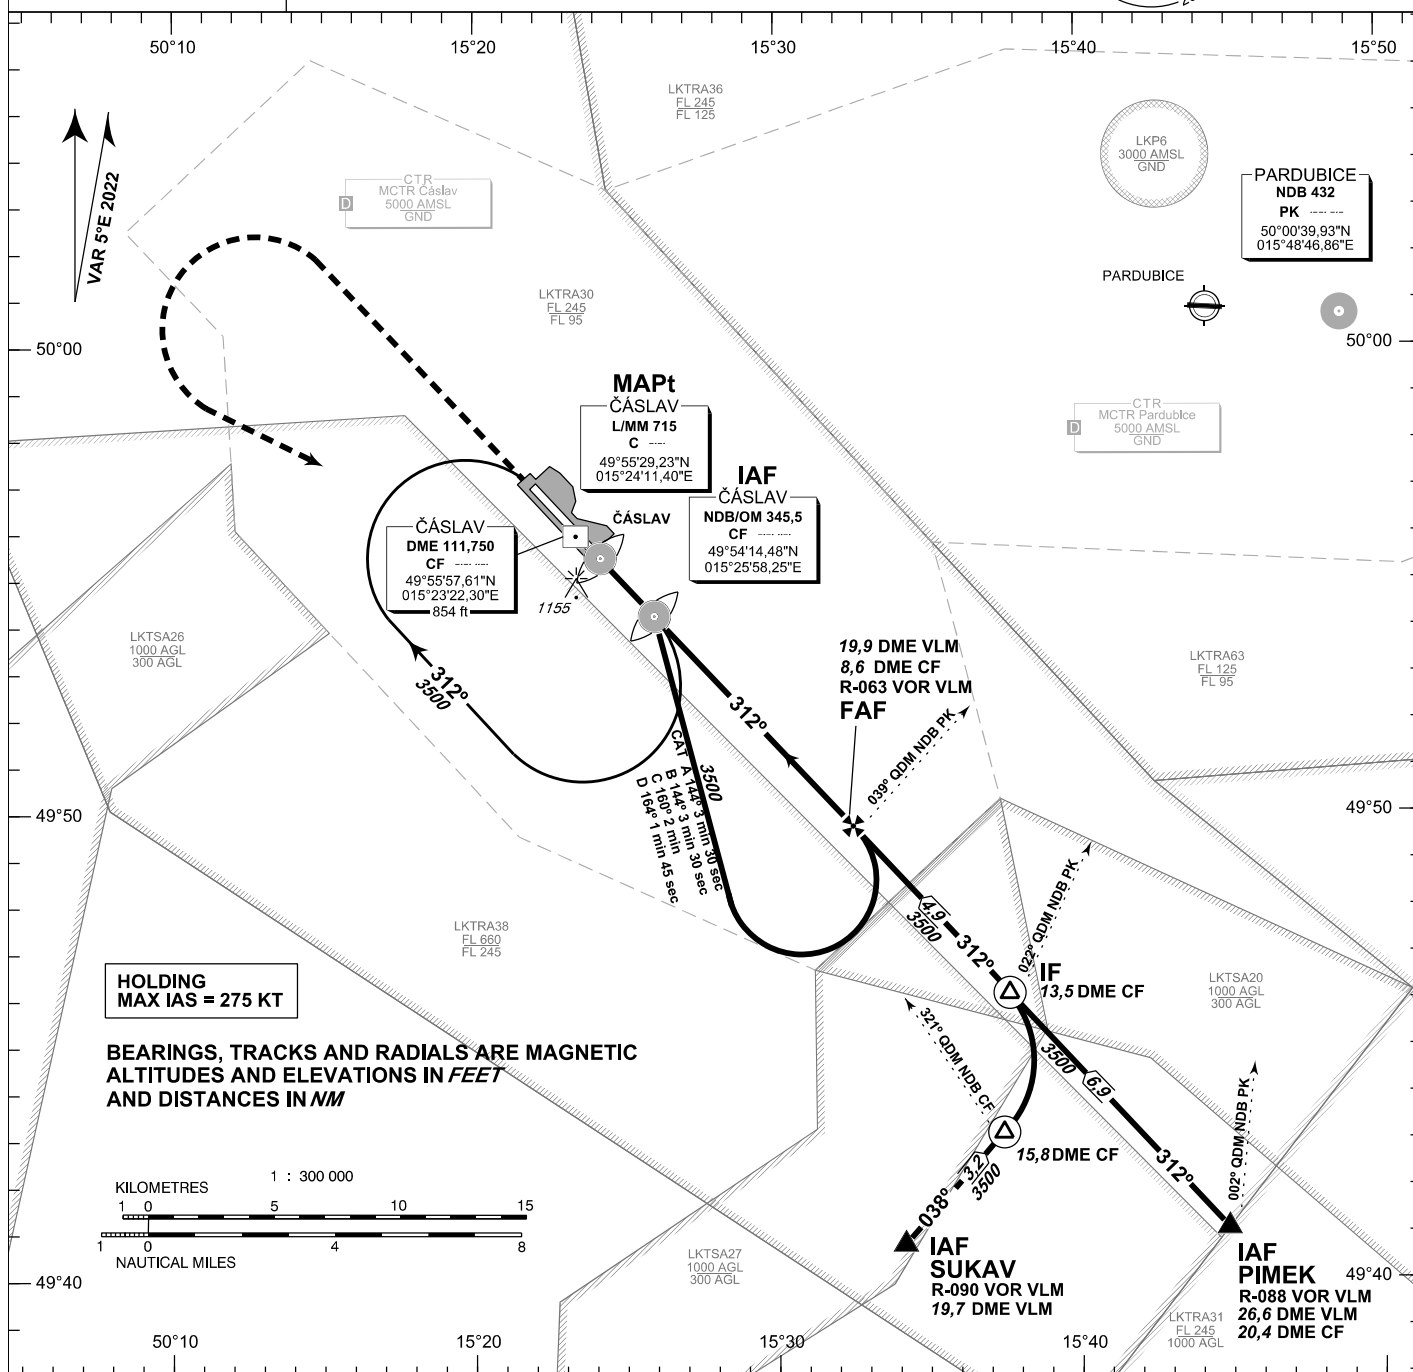 50°10
15°20
15°30
15°40
15°50
LKTRA36
FL 245
FL 125
LKP6
3000 AMSL
GND
VAR 5°E 2022
CTR
MCTR Čáslav
D
5000 AMSL
GND
PARDUBICE
NDB 432
PK
50°00'39,93"N
015°48'46,86"E
PARDUBICE
LKTRA30
FL 245
FL 95
50°00
50°00
MAPt
ČÁSLAV
L/MM 715
C
49°55'29,23"N
015°24'11,40"E
CTR
MCTR Pardubice
D
5000 AMSL
GND
IAF
ČÁSLAV
NDB/OM 345,5
CF
49°54'14,48"N
015°25'58,25"E
ČÁSLAV
ČÁSLAV
DME 111,750
CF
49°55'57,61"N
015°23'22,30"E
854 ft
1155
LKTSA26
1000 AGL
300 AGL
19,9 DME VLM
8,6 DME CF
R-063 VOR VLM
FAF
LKTRA63
FL 125
FL 95
312°
3500
312°
039° QDM NDB PK
3500
CAT A 144° 3 min 30 sec
B 144° 3 min 30 sec
C 160° 2 min
D 164° 1 min 45 sec
49°50
49°50
4,9
3500
312°
022° QDM NDB PK
LKTRA38
FL 660
FL 245
IF
13,5 DME CF
LKTSA20
1000 AGL
300 AGL
HOLDING
MAX IAS = 275 KT
321° QDM NDB CF
3500
6,9
BEARINGS, TRACKS AND RADIALS ARE MAGNETIC
ALTITUDES AND ELEVATIONS IN FEET
AND DISTANCES IN NM
002° QDM NDB PK
15,8 DME CF
312°
3,2
3500
038°
1 : 300 000
KILOMETRES
1 0 5 10 15
1 0 4 8
NAUTICAL MILES
IAF
SUKAV
R-090 VOR VLM
19,7 DME VLM
LKTSA27
1000 AGL
300 AGL
IAF
PIMEK
R-088 VOR VLM
26,6 DME VLM
20,4 DME CF
49°40
49°40
LKTRA31
FL 245
1000 AGL
50°10
15°20
15°30
15°40